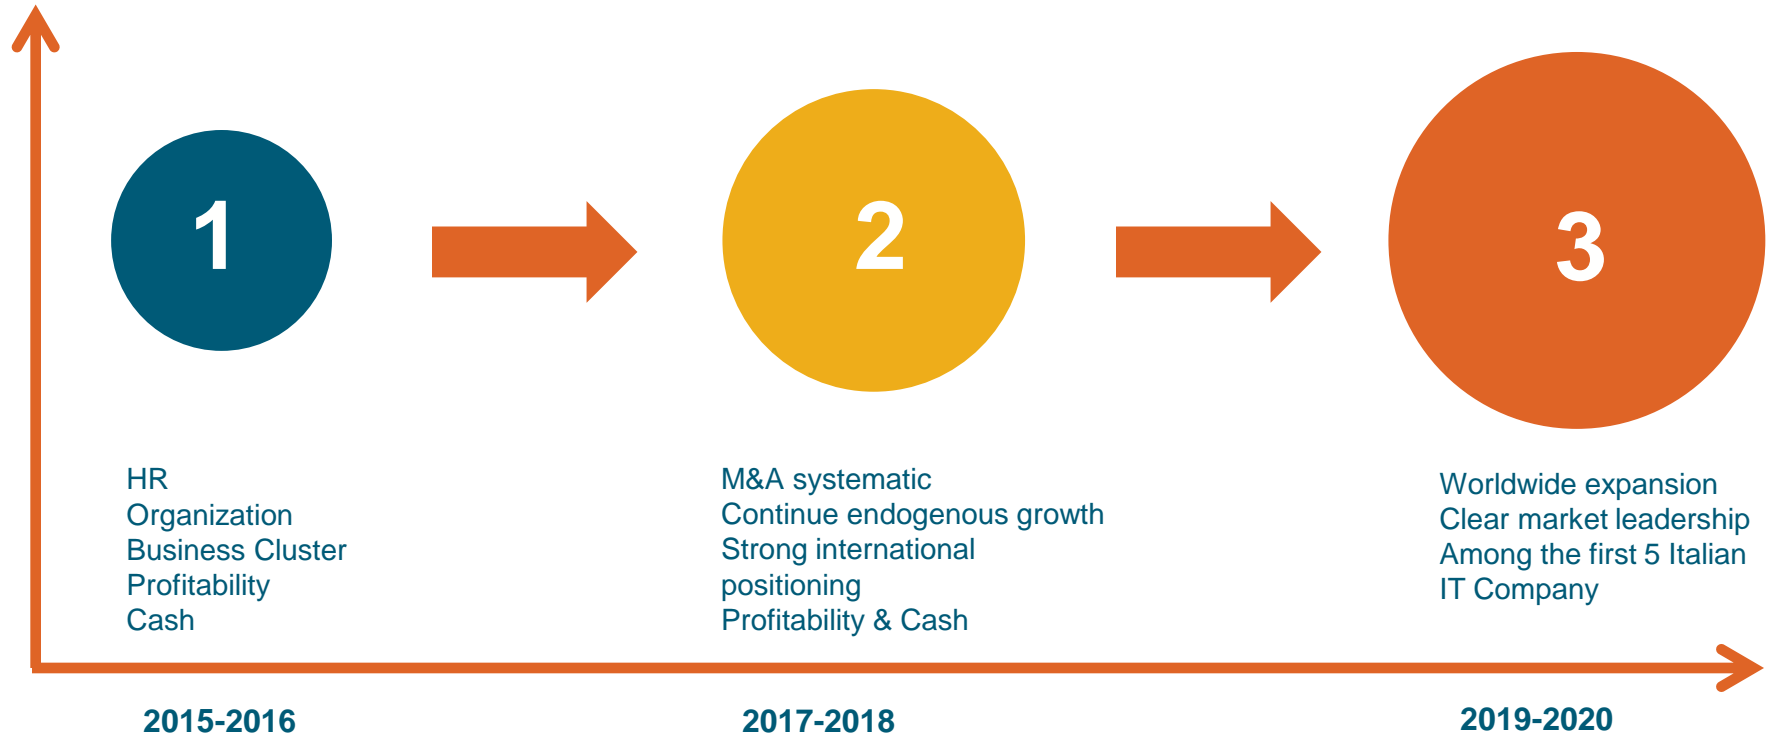 1
2
3
HR
Organization
Business Cluster
Profitability
Cash
M&A systematic
Continue endogenous growth
Strong international
positioning
Profitability & Cash
Worldwide expansion
Clear market leadership
Among the first 5 Italian
IT Company
2015-2016
2017-2018
2019-2020